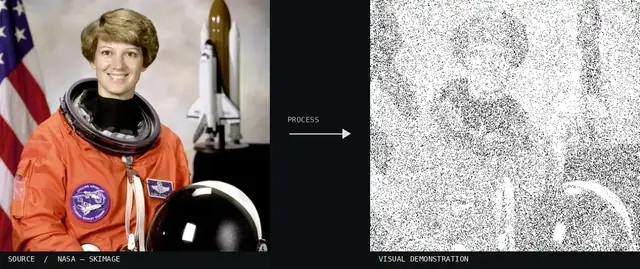 PROCESS
SOURCE / NASA — SKIMAGE
VISUAL DEMONSTRATION